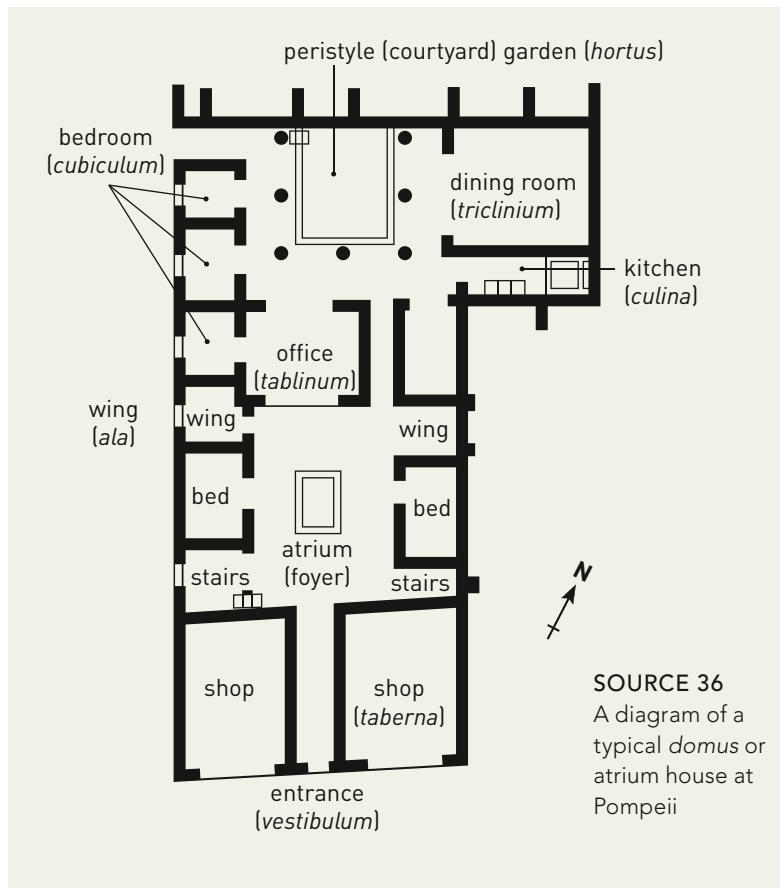 peristyle (courtyard) garden (hortus)
bedroom
(cubiculum)
dining room
(triclinium)
kitchen
(culina)
office
(tablinum)
wing
(ala)
wing
wing
bed
bed
atrium
(foyer)
stairs
stairs
N
shop
shop
(taberna)
entrance
(vestibulum)
SOURCE 36
A diagram of a
typical domus or
atrium house at
Pompeii